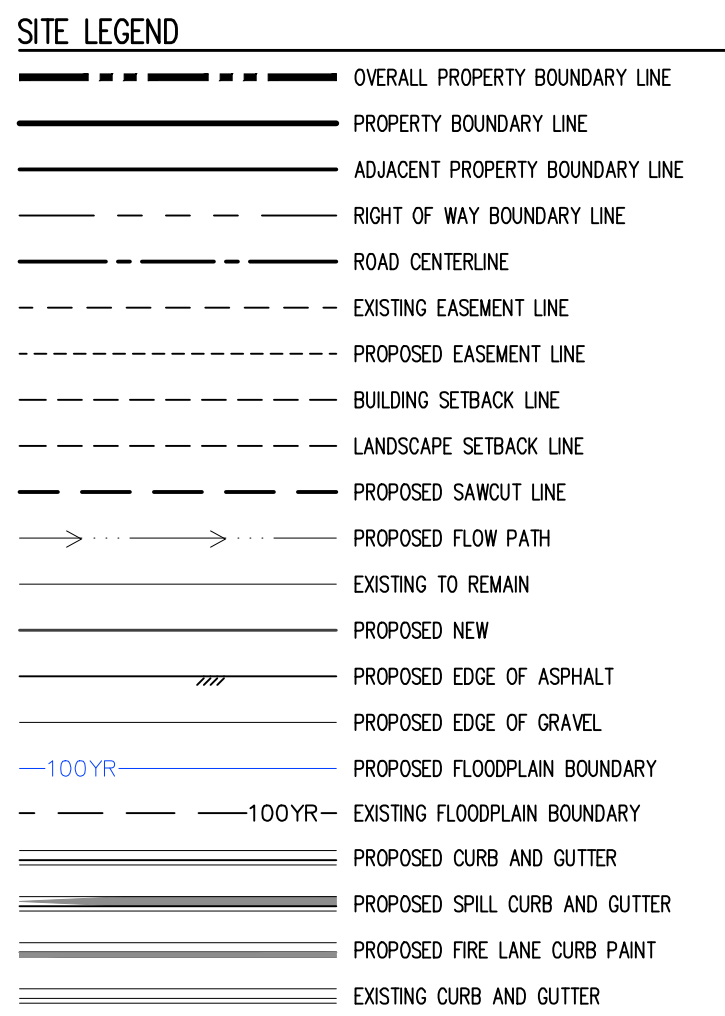 SITE LEGEND
OVERALL PROPERTY BOUNDARY LINE
PROPERTY BOUNDARY LINE
ADJACENT PROPERTY BOUNDARY LINE
RIGHT OF WAY BOUNDARY LINE
ROAD CENTERLINE
EXISTING EASEMENT LINE
PROPOSED EASEMENT LINE
BUILDING SETBACK LINE
LANDSCAPE SETBACK LINE
PROPOSED SAWCUT LINE
PROPOSED FLOW PATH
EXISTING TO REMAIN
PROPOSED NEW
PROPOSED EDGE OF ASPHALT
PROPOSED EDGE OF GRAVEL
100YR PROPOSED FLOODPLAIN BOUNDARY
100YR EXISTING FLOODPLAIN BOUNDARY
PROPOSED CURB AND GUTTER
PROPOSED SPILL CURB AND GUTTER
PROPOSED FIRE LANE CURB PAINT
EXISTING CURB AND GUTTER